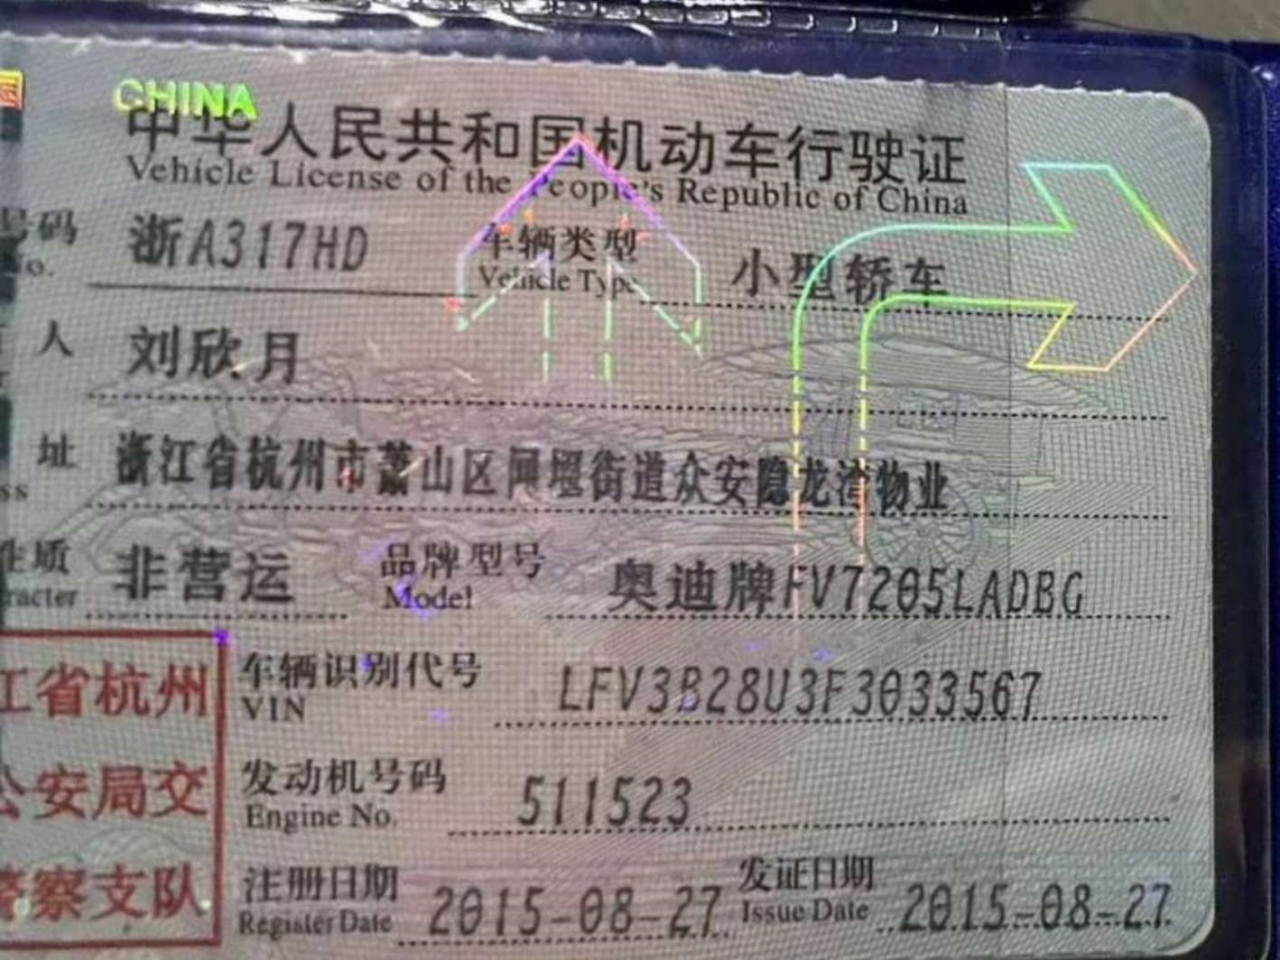 CHINA
中华人民共和国机动车行驶证
Vehicle License of the People's Republic of China
号码 浙A317HD 车辆类型 小型轿车
No. Vehicle Type
人 刘欣月
址 浙江省杭州市萧山区闻堰街道众安隐龙湾物业
ss
性质 非营运 品牌型号 奥迪牌FV7205LADBG
racter Model
江省杭州 车辆识别代号 LFV3B28U3F3033567
VIN
公安局交 发动机号码 511523
Engine No.
警察支队 注册日期 2015-08-27 发证日期 2015-08-27
Register Date Issue Date